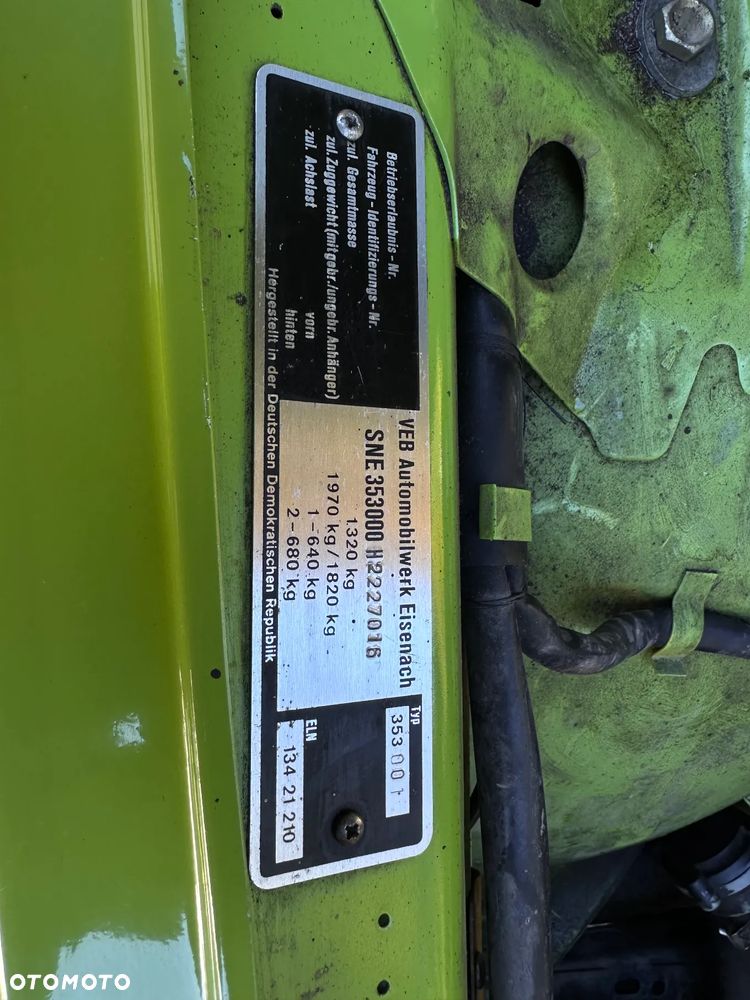 VEB Automobilwerk Eisenach
Betriebserlaubnis - Nr.
Typ
Fahrzeug - Identifizierungs - Nr. SNE 353000 H2227016
353 00 1
zul. Gesamtmasse 1.320 kg
zul. Zuggewicht (mitgebr./ungebr. Anhänger) 1970 kg / 1820 kg
zul. Achslast vorn 1-640 kg
ELN
hinten 2-680 kg
134 21 210
Hergestellt in der Deutschen Demokratischen Republik
OTOMOTO